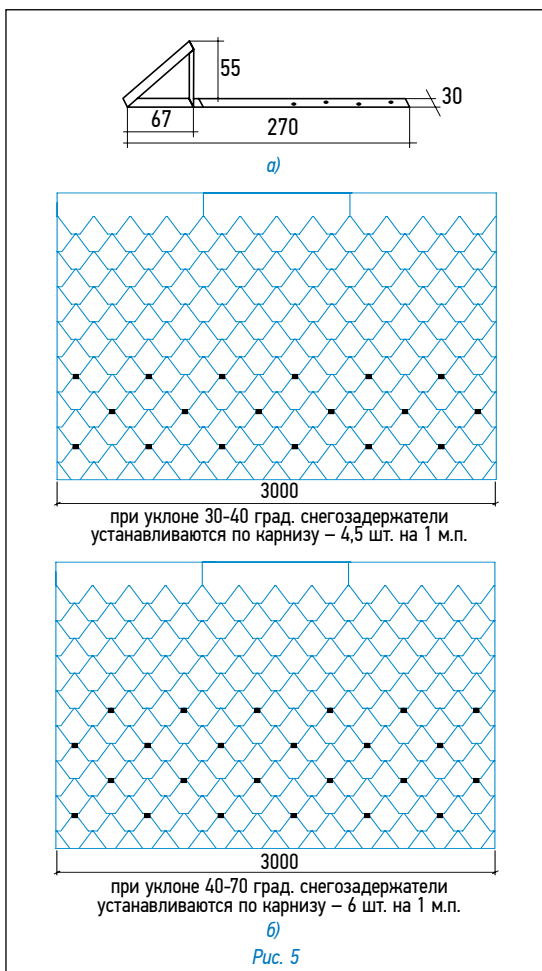 55
30
67
270
а)
3000
при уклоне 30-40 град. снегозадержатели
устанавливаются по карнизу – 4,5 шт. на 1 м.п.
3000
при уклоне 40-70 град. снегозадержатели
устанавливаются по карнизу – 6 шт. на 1 м.п.
б)
Рис. 5